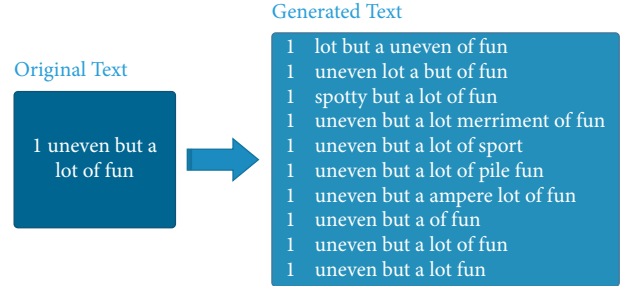 Original Text
1 uneven but a
lot of fun
Generated Text
1 lot but a uneven of fun
1 uneven lot a but of fun
1 spotty but a lot of fun
1 uneven but a lot merriment of fun
1 uneven but a lot of sport
1 uneven but a lot of pile fun
1 uneven but a ampere lot of fun
1 uneven but a of fun
1 uneven but a lot of fun
1 uneven but a lot fun